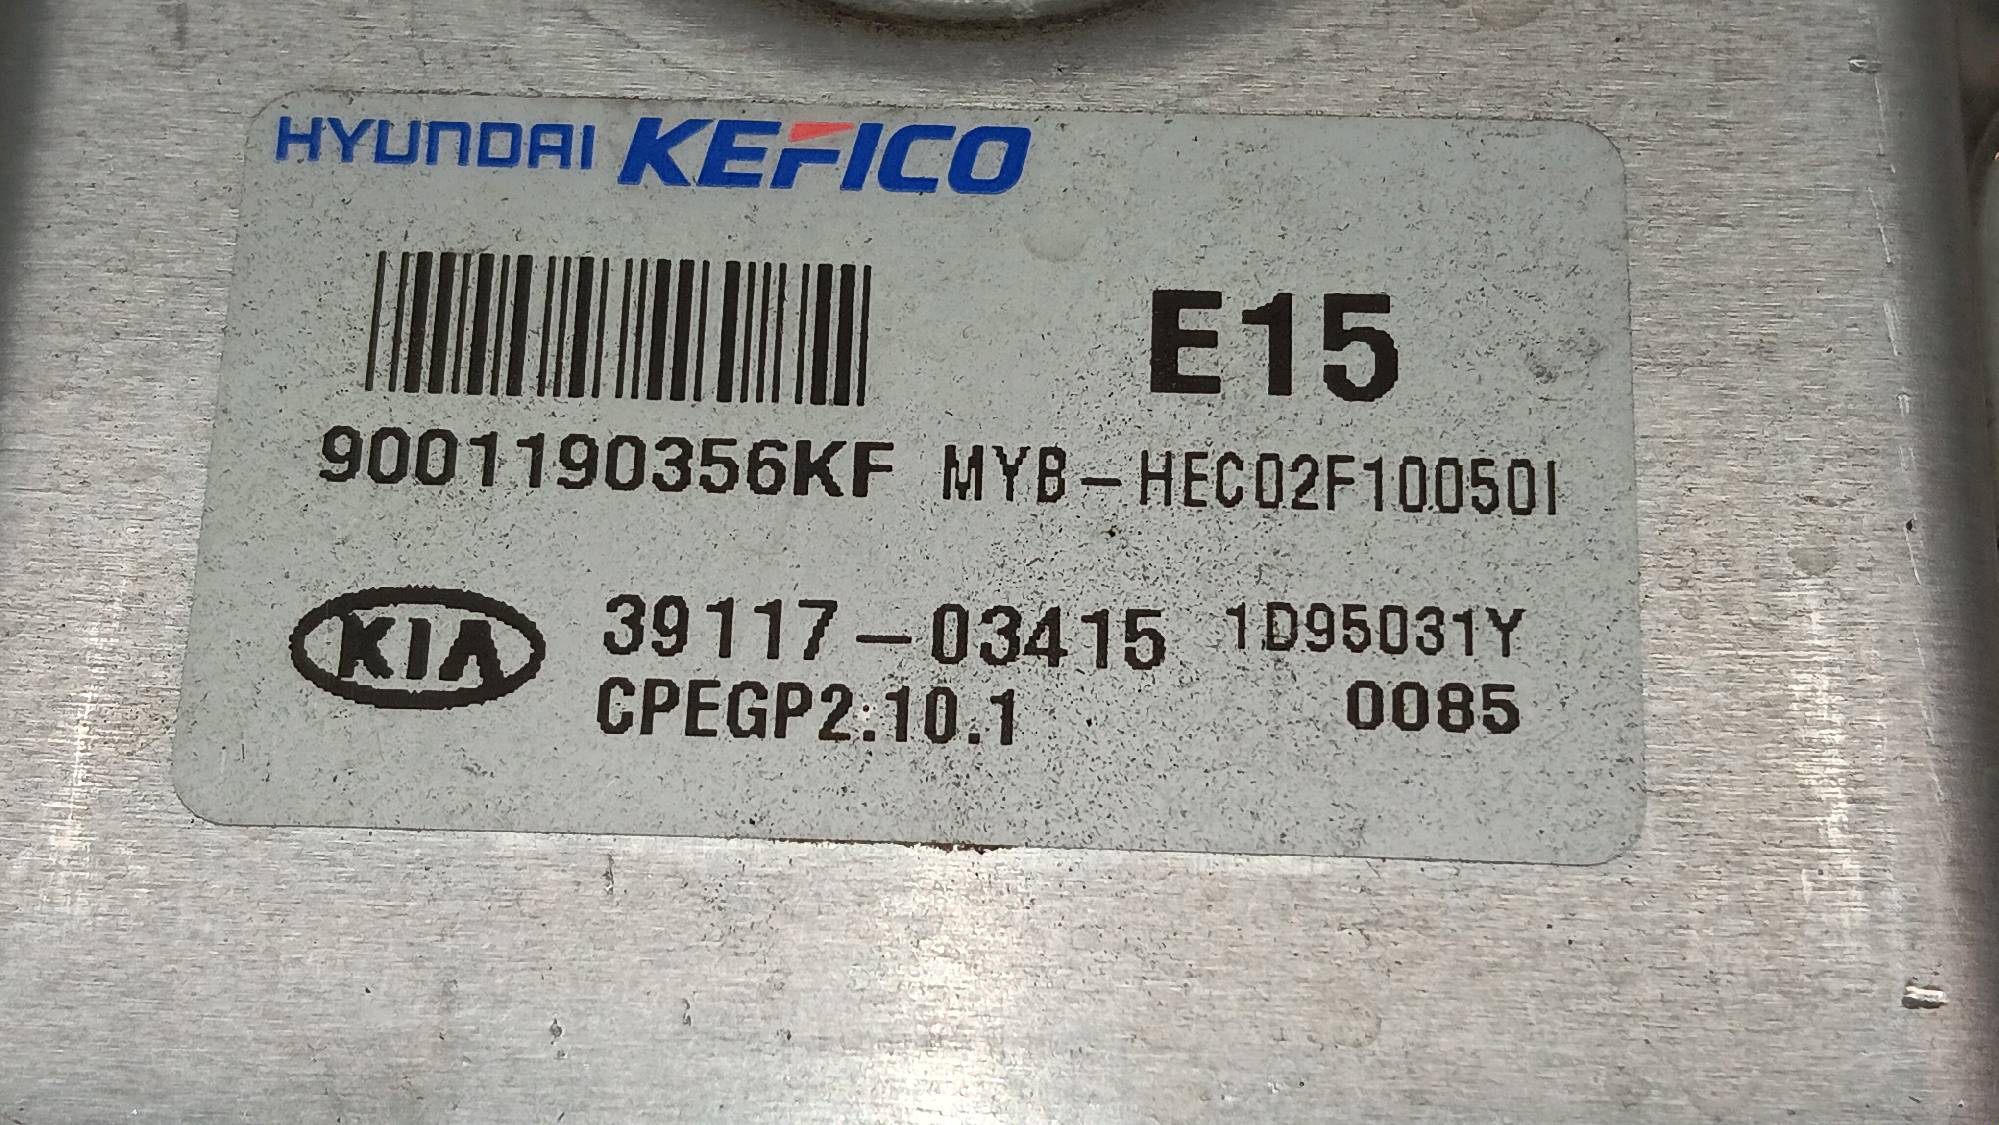 HYUNDAI KEFICO
E15
9001190356KF MYB-HEC02F10050I
KIA 39117-03415 1D95031Y
CPEGP2.10.1 0085